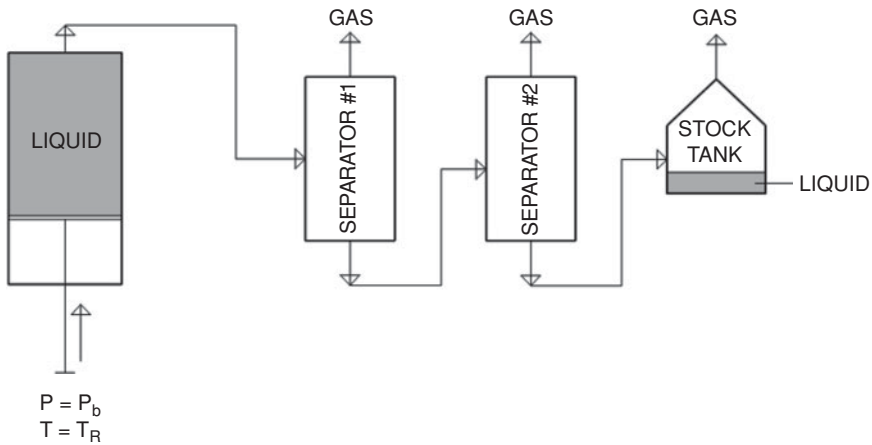 GAS
GAS
GAS
LIQUID
SEPARATOR #1
SEPARATOR #2
STOCK
TANK
LIQUID
P = P_b
T = T_R